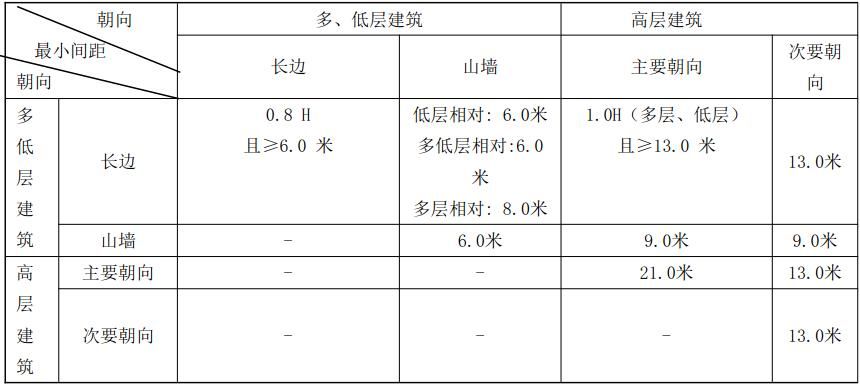 朝向
最小间距
朝向
多、低层建筑
高层建筑
长边
山墙
主要朝向
次要朝
向
多
低
层
建
筑
长边
0.8 H
且≥6.0 米
低层相对: 6.0米
多低层相对:6.0
米
多层相对: 8.0米
1.0H（多层、低层）
且≥13.0 米
13.0米
山墙
-
6.0米
9.0米
9.0米
高
层
建
筑
主要朝向
-
-
21.0米
13.0米
次要朝向
-
-
-
13.0米